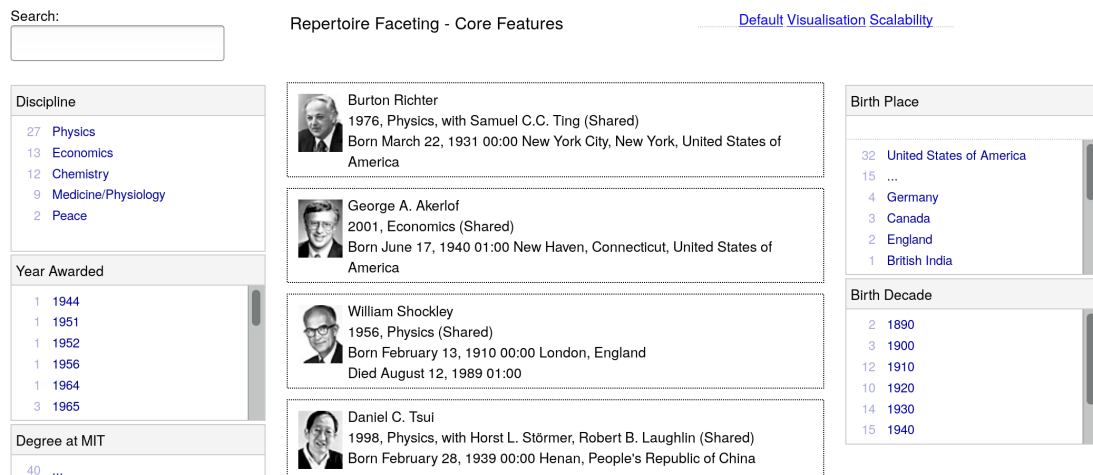 Search:
Repertoire Faceting - Core Features
Default Visualisation Scalability
Discipline
27 Physics
13 Economics
12 Chemistry
9 Medicine/Physiology
2 Peace
Year Awarded
1 1944
1 1951
1 1952
1 1956
1 1964
3 1965
Degree at MIT
40 ...
Burton Richter
1976, Physics, with Samuel C.C. Ting (Shared)
Born March 22, 1931 00:00 New York City, New York, United States of
America
George A. Akerlof
2001, Economics (Shared)
Born June 17, 1940 01:00 New Haven, Connecticut, United States of
America
William Shockley
1956, Physics (Shared)
Born February 13, 1910 00:00 London, England
Died August 12, 1989 01:00
Daniel C. Tsui
1998, Physics, with Horst L. Störmer, Robert B. Laughlin (Shared)
Born February 28, 1939 00:00 Henan, People's Republic of China
Birth Place
32 United States of America
15 ...
4 Germany
3 Canada
2 England
1 British India
Birth Decade
2 1890
3 1900
12 1910
10 1920
14 1930
15 1940